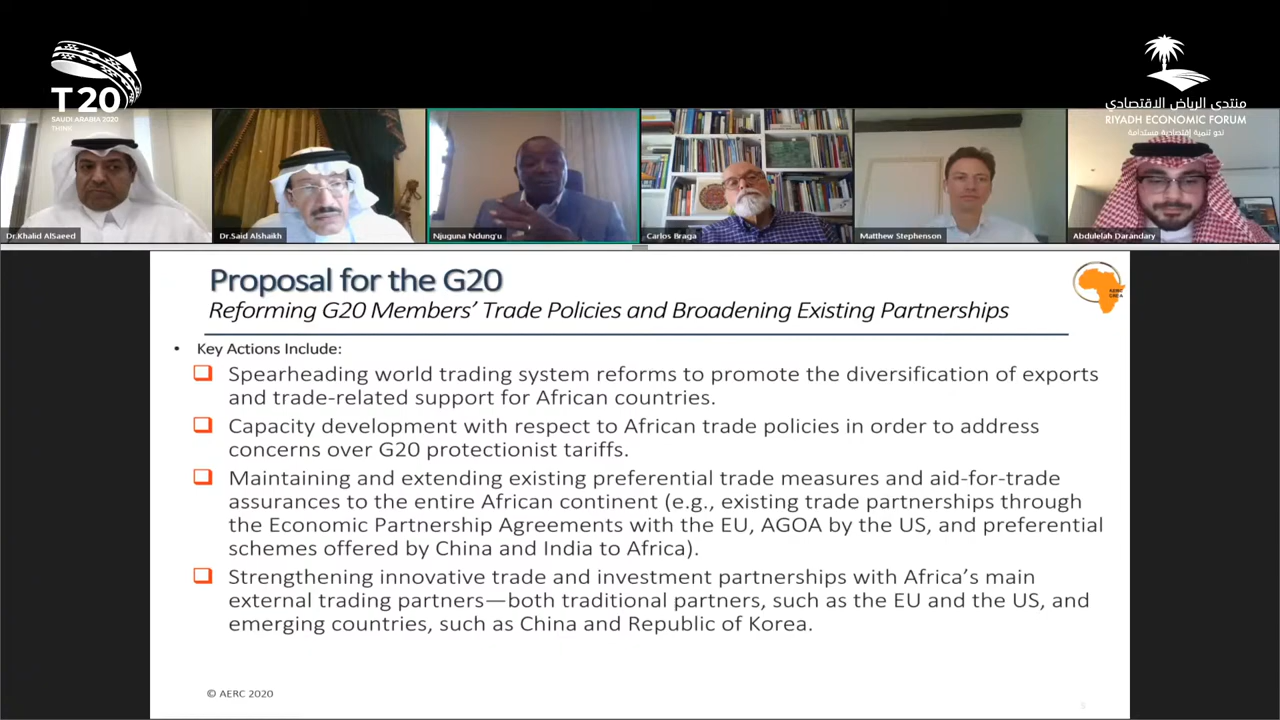 T20
SAUDI ARABIA 2020
THINK
منتدى الرياض الاقتصادي
RIYADH ECONOMIC FORUM
نحو تنمية اقتصادية مستدامة
Dr.Khalid AlSaeed
Dr.Said Alshaikh
Njuguna Ndung'u
Carlos Braga
Matthew Stephenson
Abdulelah Darandary
Proposal for the G20
Reforming G20 Members' Trade Policies and Broadening Existing Partnerships
AERC
CREA
• Key Actions Include:
❑ Spearheading world trading system reforms to promote the diversification of exports
and trade-related support for African countries.
❑ Capacity development with respect to African trade policies in order to address
concerns over G20 protectionist tariffs.
❑ Maintaining and extending existing preferential trade measures and aid-for-trade
assurances to the entire African continent (e.g., existing trade partnerships through
the Economic Partnership Agreements with the EU, AGOA by the US, and preferential
schemes offered by China and India to Africa).
❑ Strengthening innovative trade and investment partnerships with Africa's main
external trading partners—both traditional partners, such as the EU and the US, and
emerging countries, such as China and Republic of Korea.
© AERC 2020